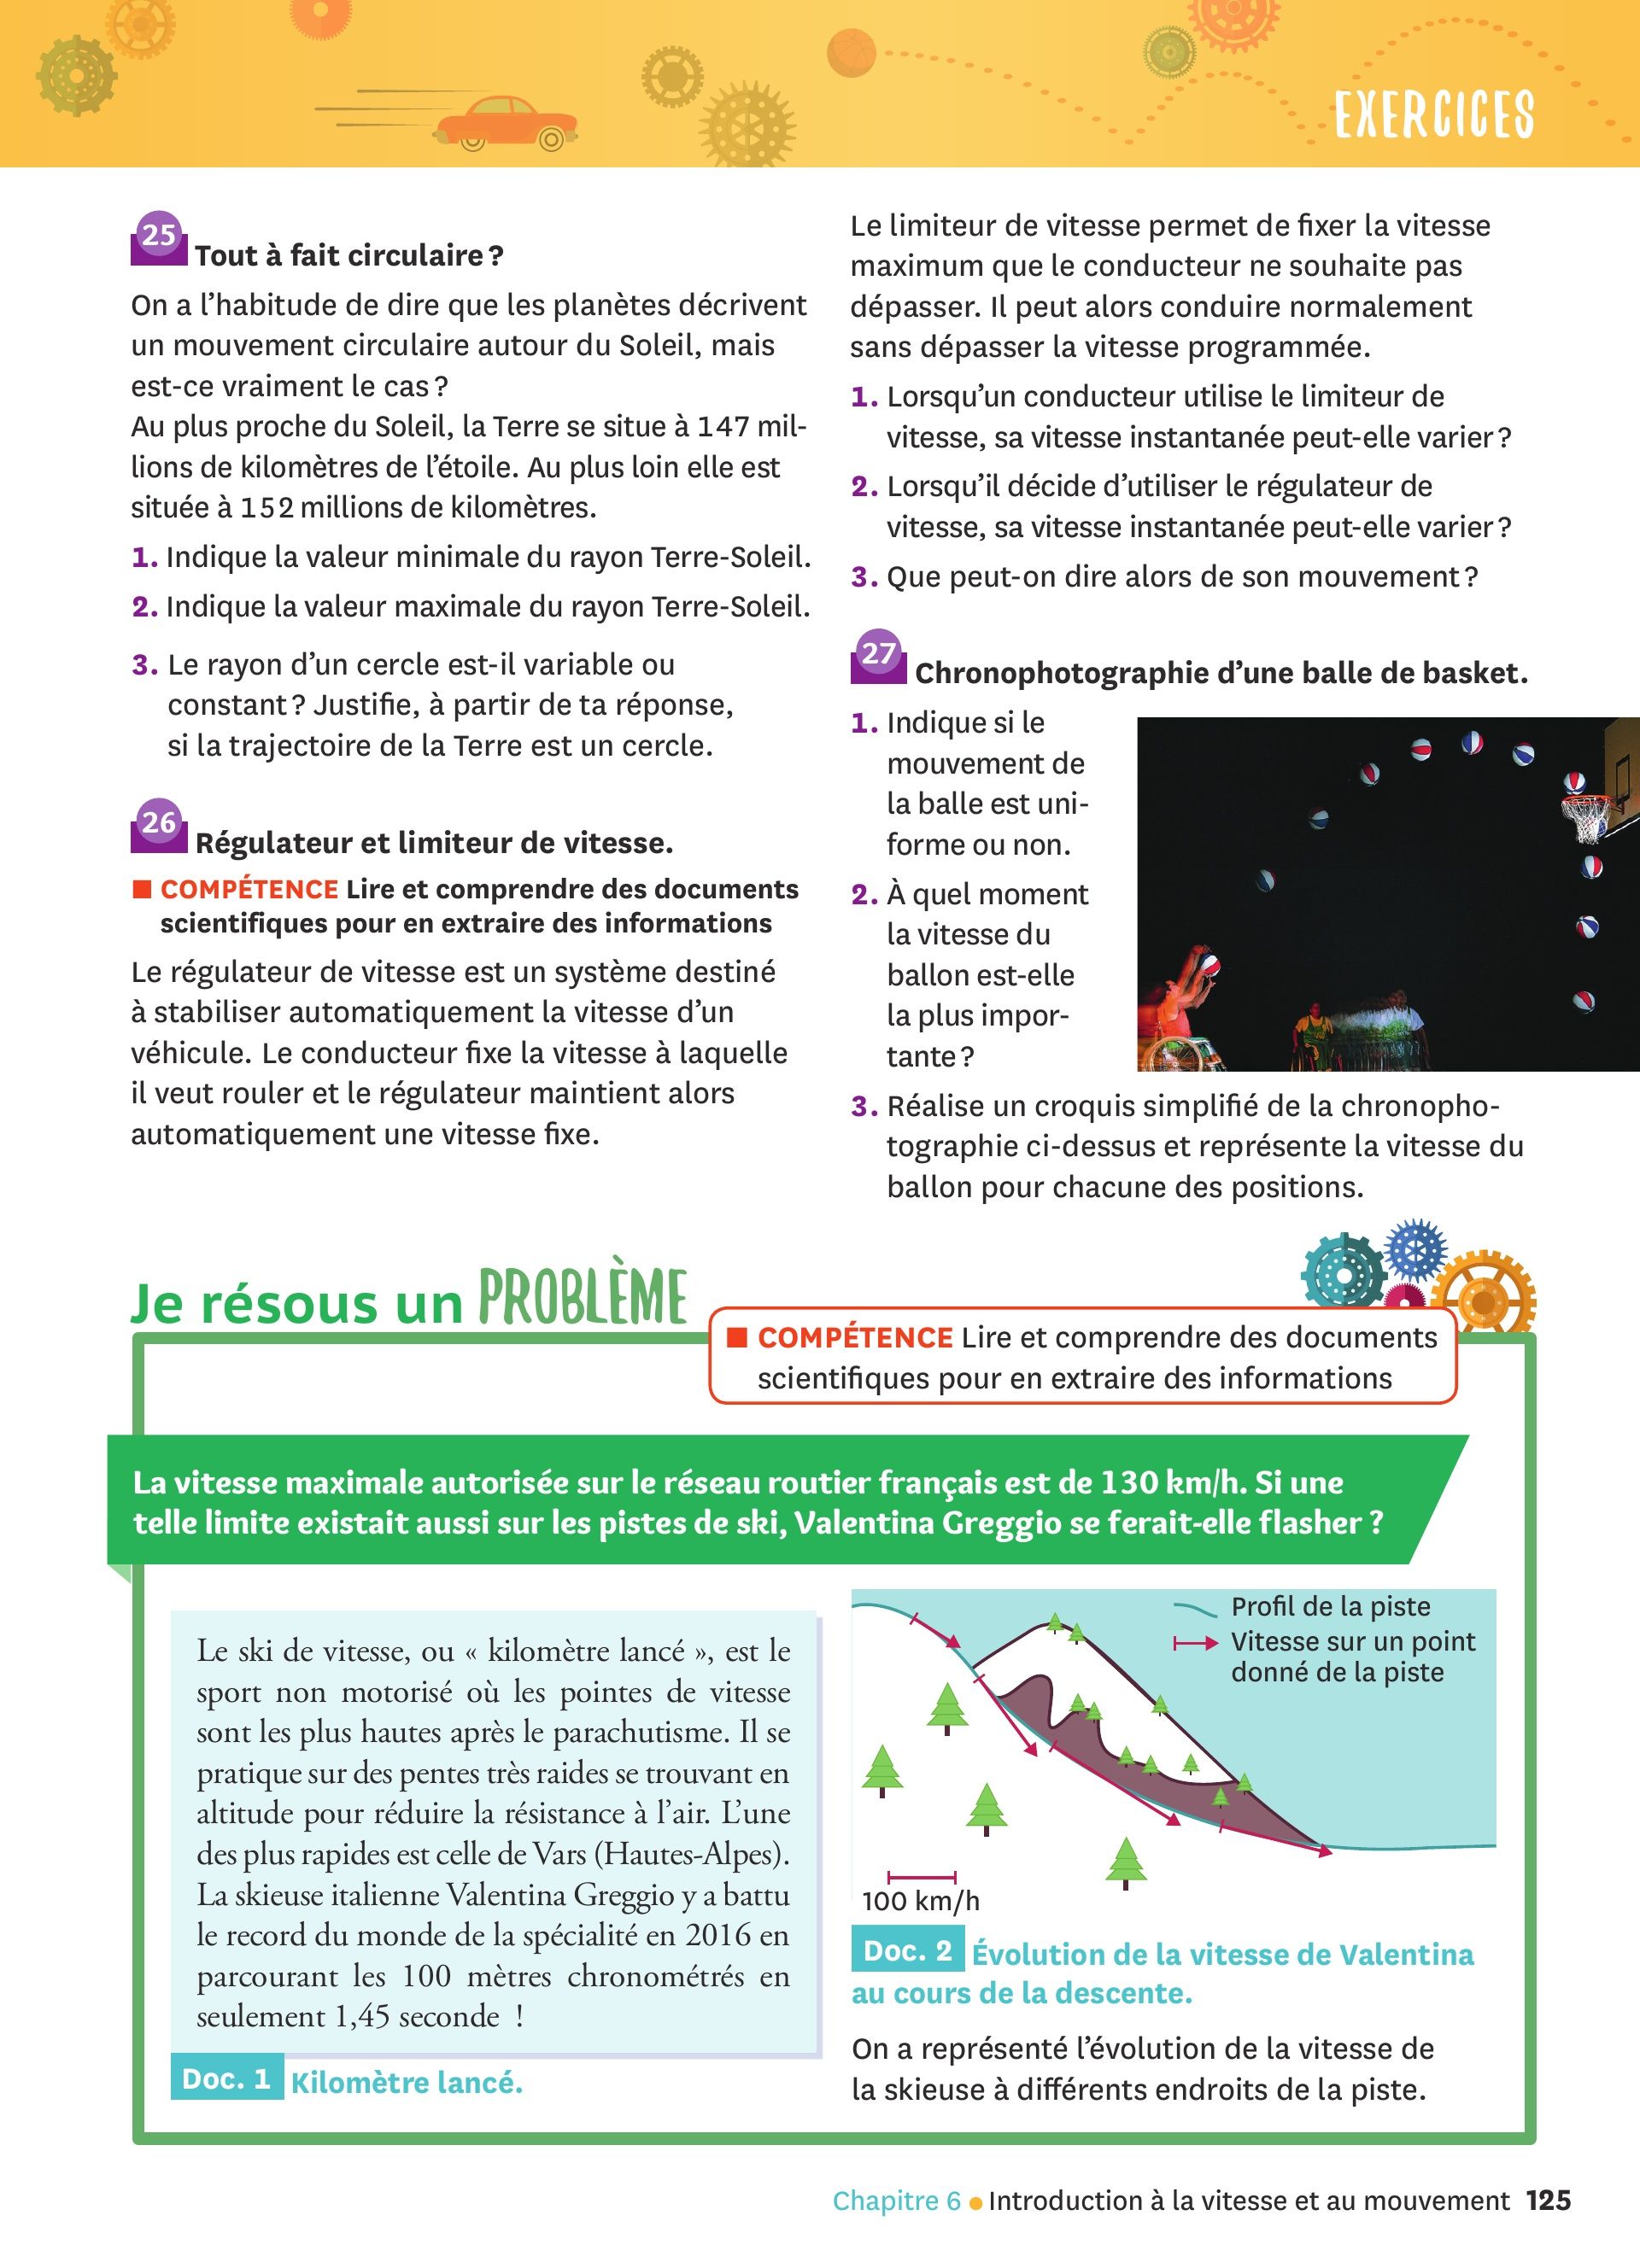 EXERCICES
25 Tout à fait circulaire ?
On a l’habitude de dire que les planètes décrivent
un mouvement circulaire autour du Soleil, mais
est-ce vraiment le cas ?
Au plus proche du Soleil, la Terre se situe à 147 mil-
lions de kilomètres de l’étoile. Au plus loin elle est
située à 152 millions de kilomètres.
1. Indique la valeur minimale du rayon Terre-Soleil.
2. Indique la valeur maximale du rayon Terre-Soleil.
3. Le rayon d’un cercle est-il variable ou
constant ? Justifie, à partir de ta réponse,
si la trajectoire de la Terre est un cercle.
26 Régulateur et limiteur de vitesse.
COMPÉTENCE Lire et comprendre des documents
scientifiques pour en extraire des informations
Le régulateur de vitesse est un système destiné
à stabiliser automatiquement la vitesse d’un
véhicule. Le conducteur fixe la vitesse à laquelle
il veut rouler et le régulateur maintient alors
automatiquement une vitesse fixe.
Le limiteur de vitesse permet de fixer la vitesse
maximum que le conducteur ne souhaite pas
dépasser. Il peut alors conduire normalement
sans dépasser la vitesse programmée.
1. Lorsqu’un conducteur utilise le limiteur de
vitesse, sa vitesse instantanée peut-elle varier ?
2. Lorsqu’il décide d’utiliser le régulateur de
vitesse, sa vitesse instantanée peut-elle varier ?
3. Que peut-on dire alors de son mouvement ?
27 Chronophotographie d’une balle de basket.
1. Indique si le
mouvement de
la balle est uni-
forme ou non.
2. À quel moment
la vitesse du
ballon est-elle
la plus impor-
tante ?
3. Réalise un croquis simplifié de la chronopho-
tographie ci-dessus et représente la vitesse du
ballon pour chacune des positions.
Je résous un PROBLÈME
COMPÉTENCE Lire et comprendre des documents
scientifiques pour en extraire des informations
La vitesse maximale autorisée sur le réseau routier français est de 130 km/h. Si une
telle limite existait aussi sur les pistes de ski, Valentina Greggio se ferait-elle flasher ?
Le ski de vitesse, ou « kilomètre lancé », est le
sport non motorisé où les pointes de vitesse
sont les plus hautes après le parachutisme. Il se
pratique sur des pentes très raides se trouvant en
altitude pour réduire la résistance à l’air. L’une
des plus rapides est celle de Vars (Hautes-Alpes).
La skieuse italienne Valentina Greggio y a battu
le record du monde de la spécialité en 2016 en
parcourant les 100 mètres chronométrés en
seulement 1,45 seconde !
Doc. 1 Kilomètre lancé.
Profil de la piste
Vitesse sur un point
donné de la piste
100 km/h
Doc. 2 Évolution de la vitesse de Valentina
au cours de la descente.
On a représenté l’évolution de la vitesse de
la skieuse à différents endroits de la piste.
Chapitre 6 • Introduction à la vitesse et au mouvement 125